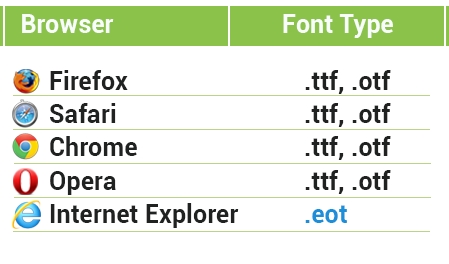 Browser Font Type
Firefox .ttf, .otf
Safari .ttf, .otf
Chrome .ttf, .otf
Opera .ttf, .otf
Internet Explorer .eot